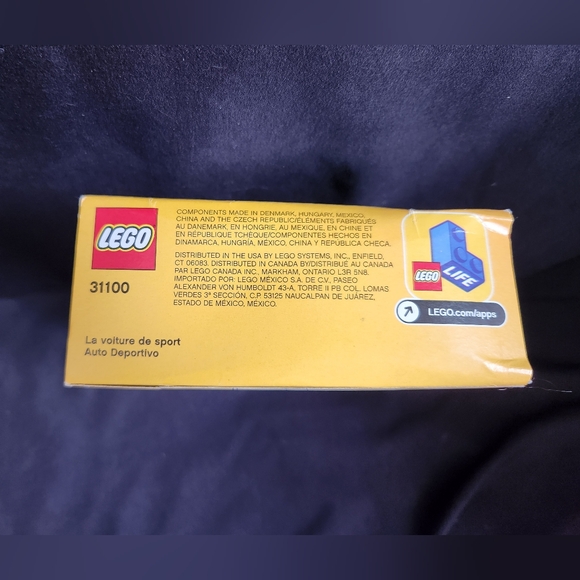 LEGO
31100
La voiture de sport
Auto Deportivo
COMPONENTS MADE IN DENMARK, HUNGARY, MEXICO,
CHINA AND THE CZECH REPUBLIC/ÉLÉMENTS FABRIQUÉS
AU DANEMARK, EN HONGRIE, AU MEXIQUE, EN CHINE ET
EN RÉPUBLIQUE TCHÈQUE/COMPONENTES HECHOS EN
DINAMARCA, HUNGRÍA, MÉXICO, CHINA Y REPÚBLICA CHECA.
DISTRIBUTED IN THE USA BY LEGO SYSTEMS, INC., ENFIELD,
CT 06083. DISTRIBUTED IN CANADA BY/DISTRIBUÉ AU CANADA
PAR LEGO CANADA INC., MARKHAM, ONTARIO L3R 5N8.
IMPORTADO POR: LEGO MÉXICO S.A. DE C.V., PASEO
ALEXANDER VON HUMBOLDT 43-A, TORRE II PB COL. LOMAS
VERDES 3ª SECCIÓN, C.P. 53125 NAUCALPAN DE JUÁREZ,
ESTADO DE MÉXICO, MÉXICO.
LEGO
LIFE
LEGO.com/apps